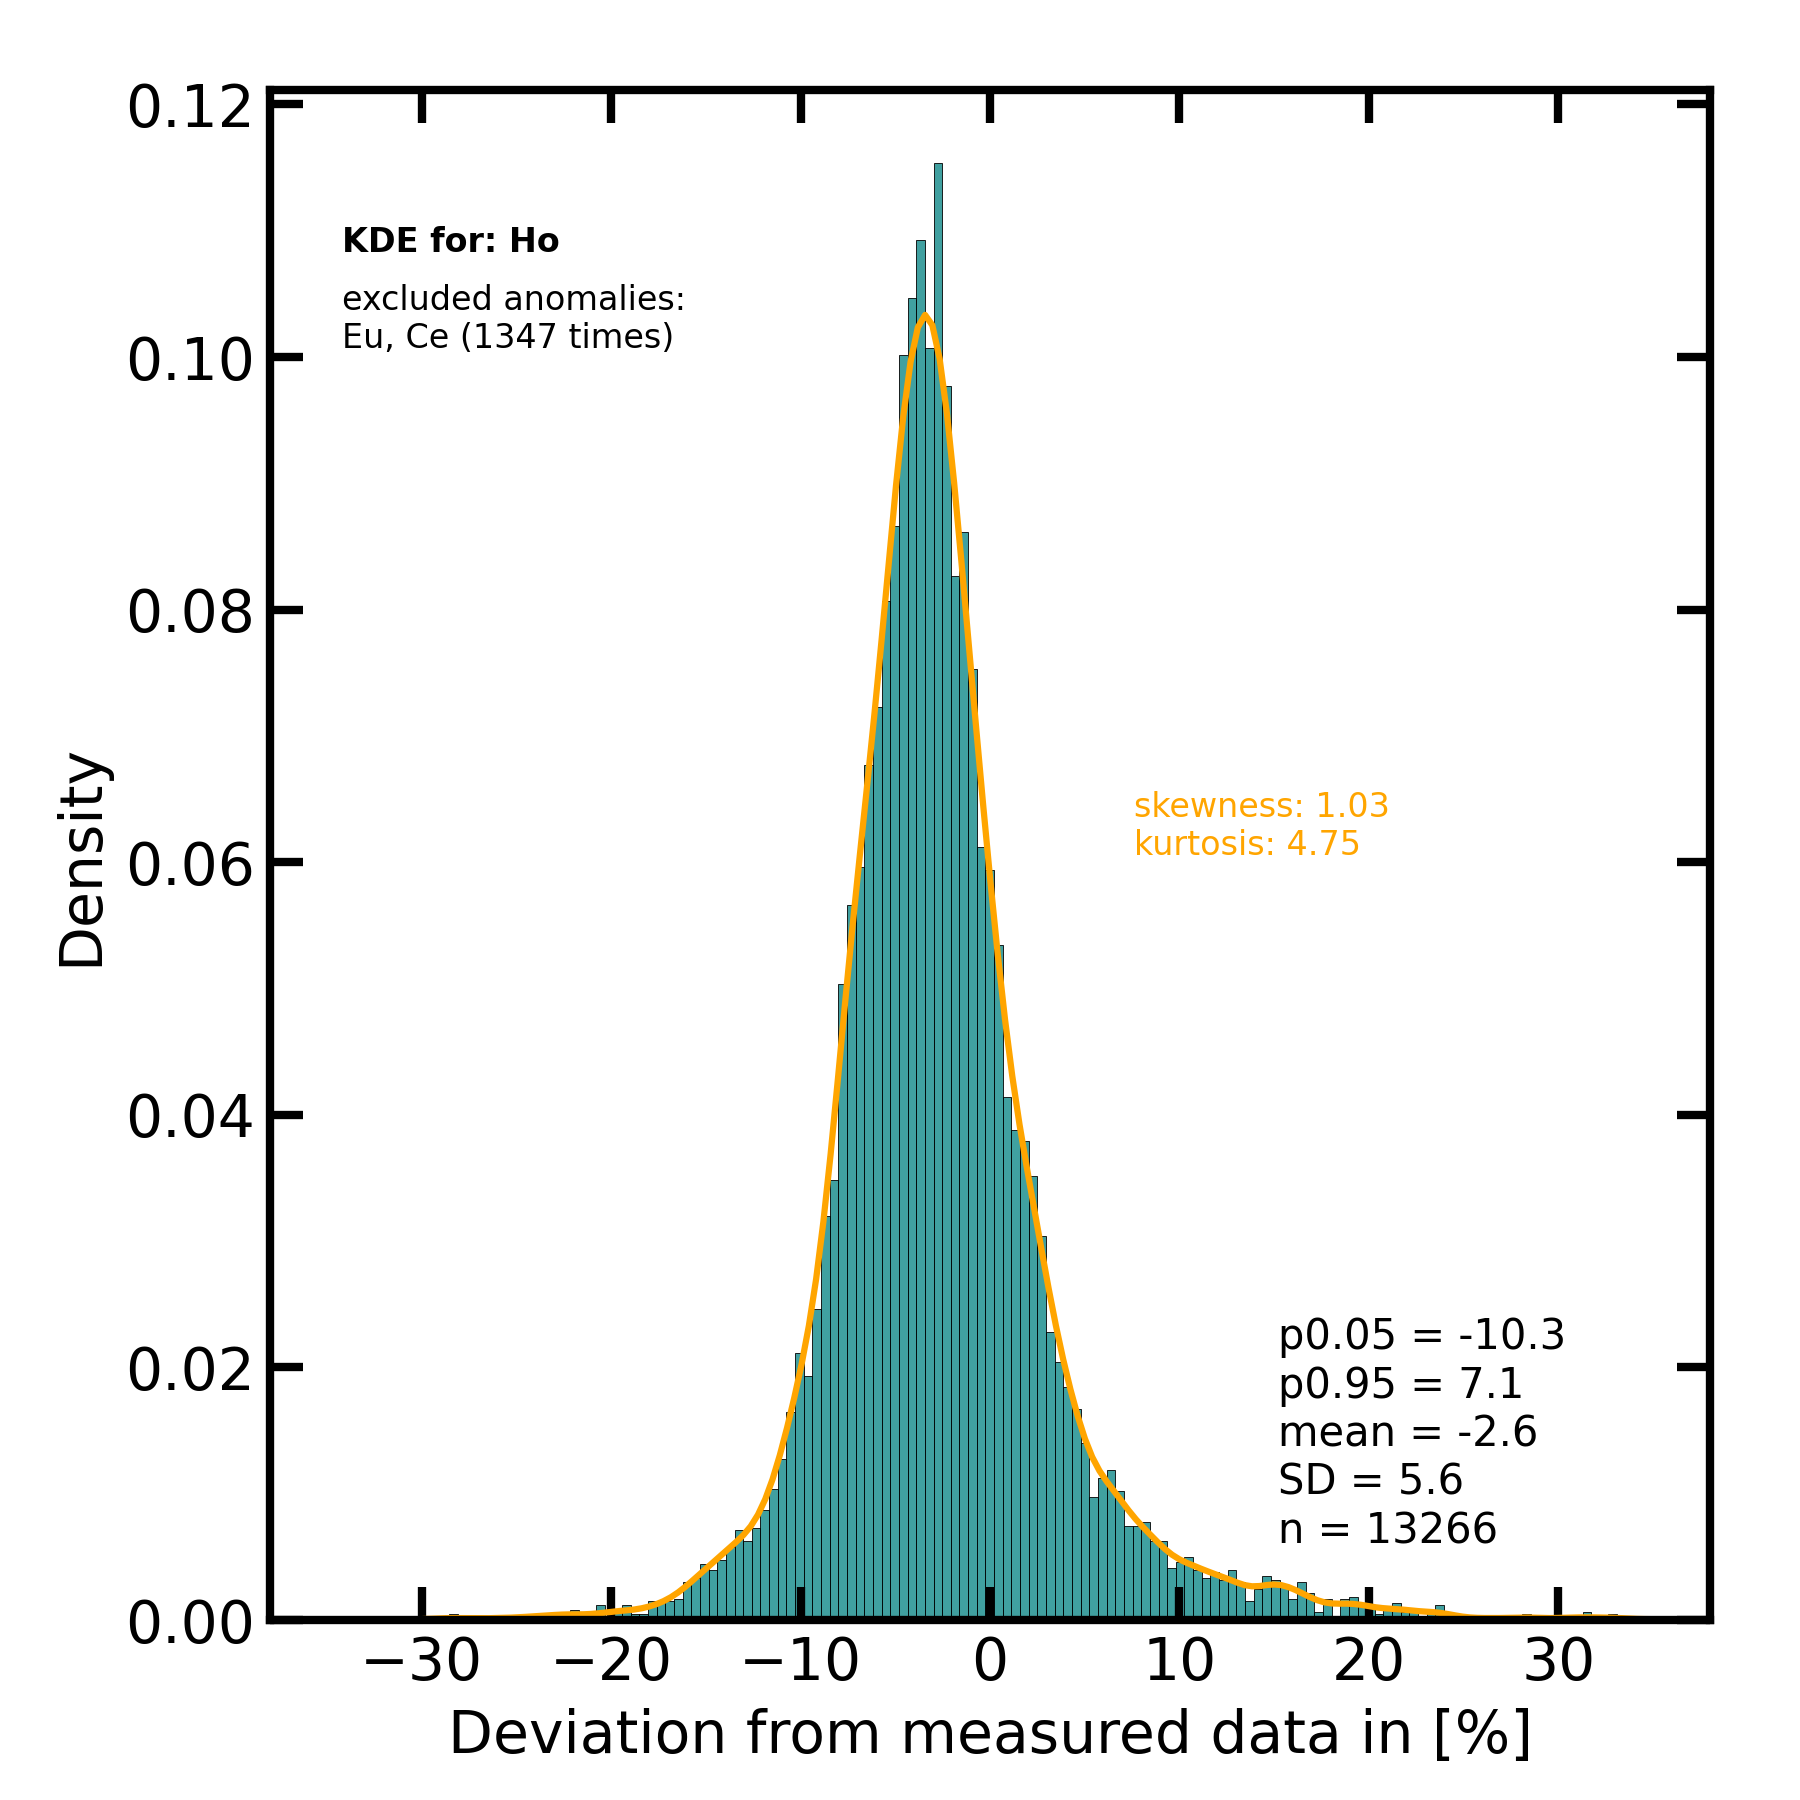 0.12
KDE for: Ho
excluded anomalies:
Eu, Ce (1347 times)
0.10
0.08
skewness: 1.03
kurtosis: 4.75
0.06
Density
0.04
p0.05 = -10.3
0.02
p0.95 = 7.1
mean = -2.6
SD = 5.6
n = 13266
0.00
−30 −20 −10 0 10 20 30
Deviation from measured data in [%]